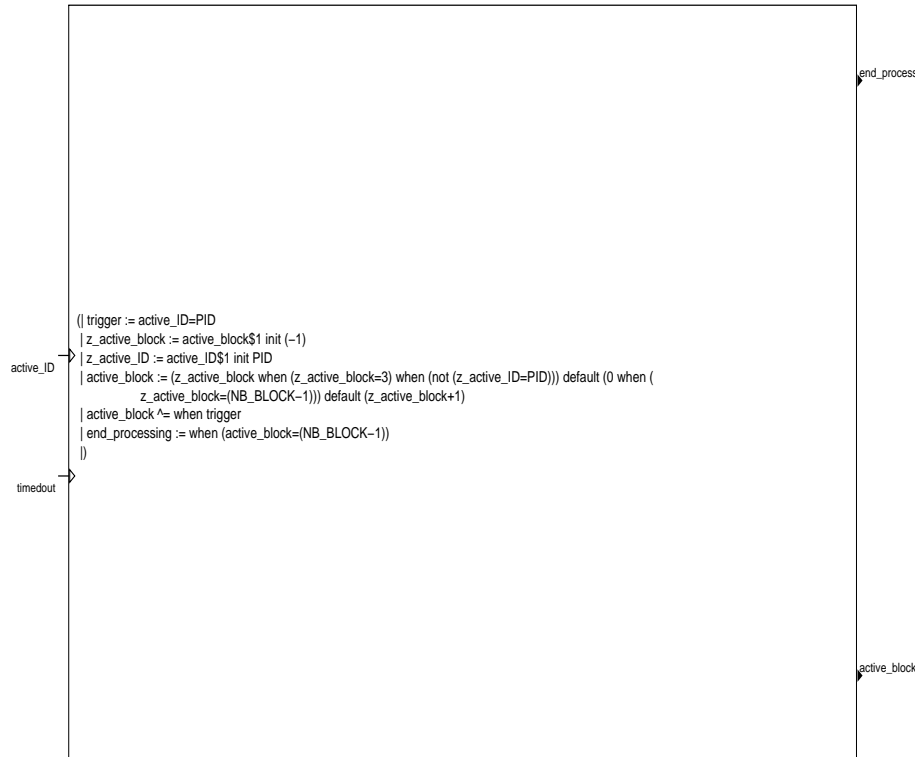 end_process
(| trigger := active_ID=PID
| z_active_block := active_block$1 init (−1)
active_ID
| z_active_ID := active_ID$1 init PID
| active_block := (z_active_block when (z_active_block=3) when (not (z_active_ID=PID))) default (0 when (
z_active_block=(NB_BLOCK−1))) default (z_active_block+1)
| active_block ^= when trigger
| end_processing := when (active_block=(NB_BLOCK−1))
|)
timedout
active_block